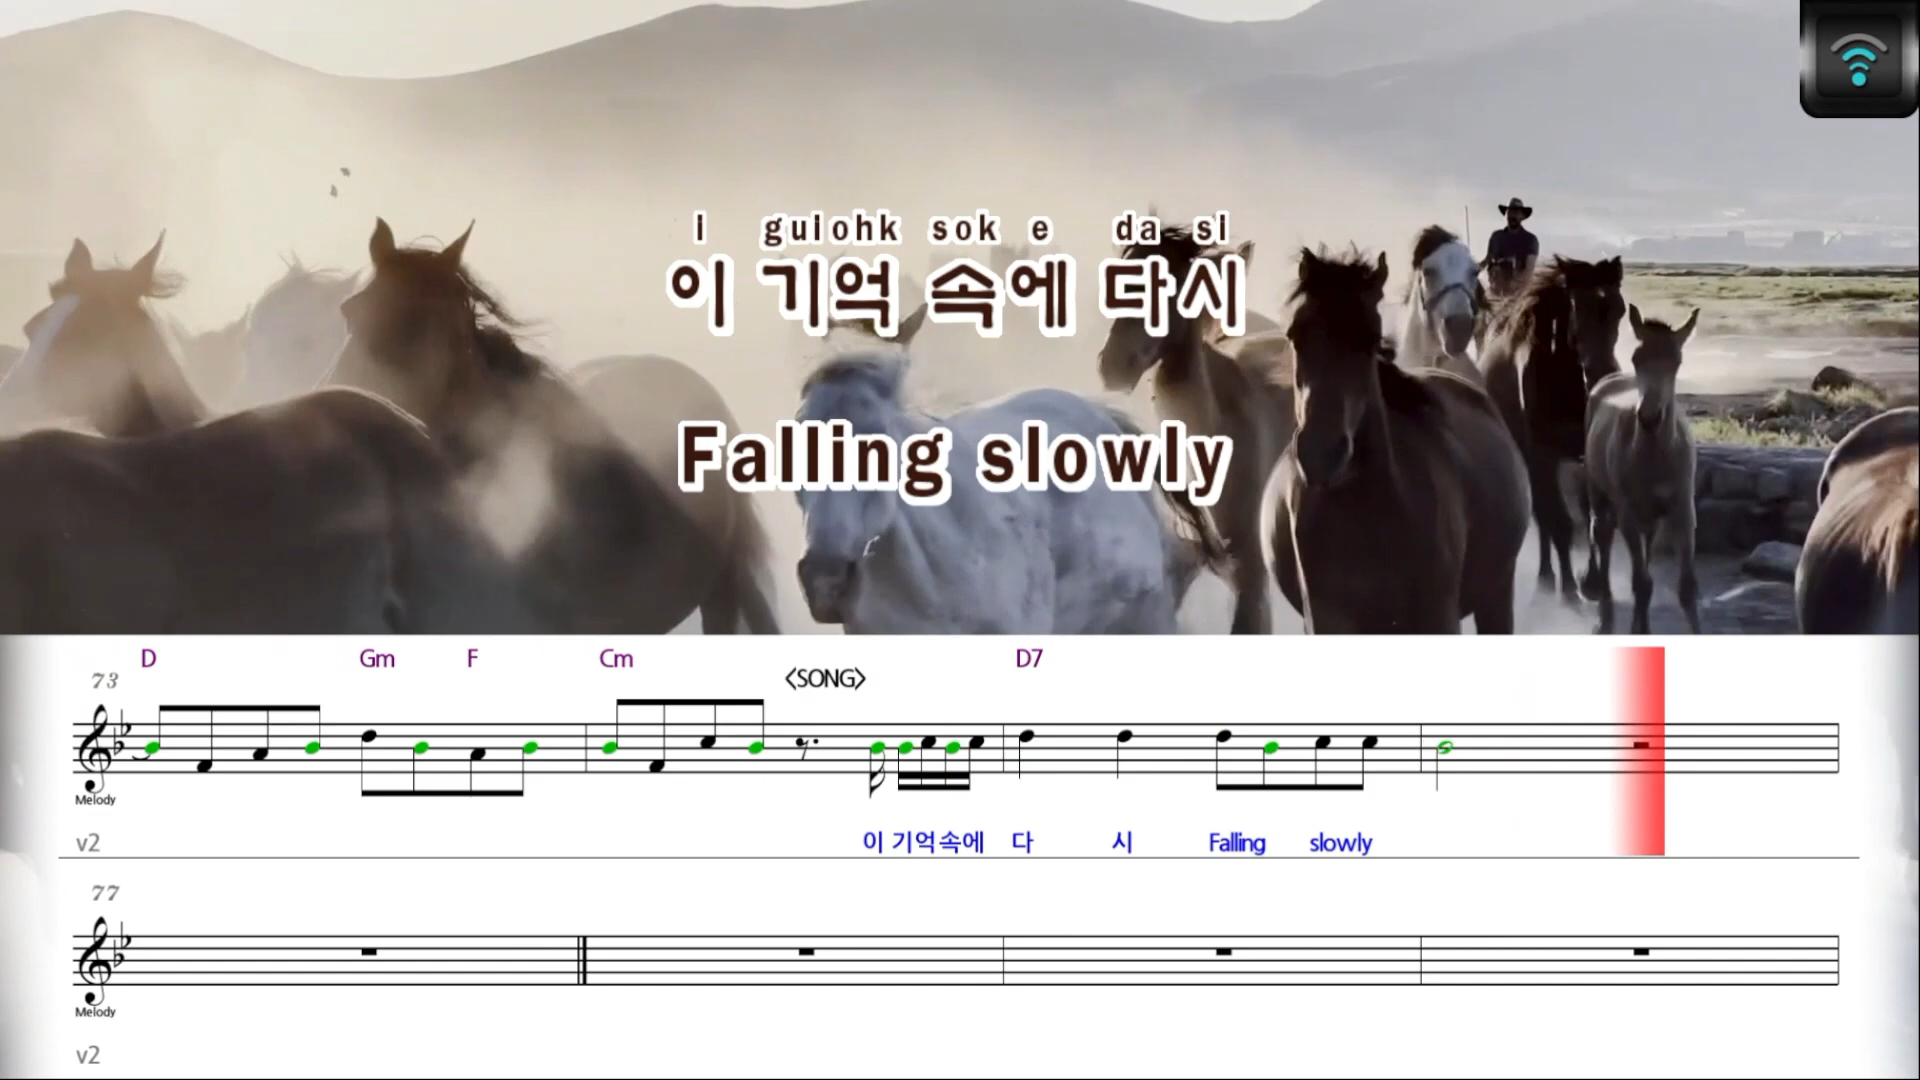 i guiohk sok e da si
이 기억 속에 다시
Falling slowly
D Gm F Cm D7
<SONG>
73
Melody
v2 이 기억속에 다 시 Falling slowly
77
Melody
v2